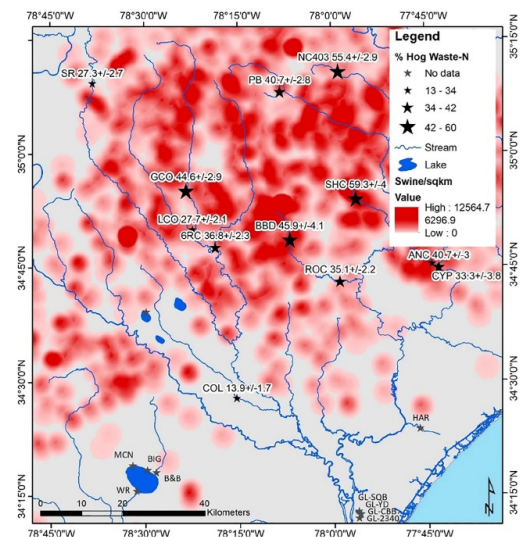 78°45'0"W
78°30'0"W
78°15'0"W
78°0'0"W
77°45'0"W
35°15'0"N
35°0'0"N
34°45'0"N
34°30'0"N
34°15'0"N
Legend
% Hog Waste-N
No data
13 - 34
34 - 42
42 - 60
Stream
Lake
Swine/sqkm
Value
High : 12564.7
6296.9
Low : 0
NC403 55.4+/-2.9
SR 27.3+/-2.7
PB 40.7+/-2.8
35°0'0"N
GCO 44.6+/-2.9
SHC 59.3+/-4
LCO 27.7+/-2.1
6RC 36.8+/-2.3
BBD 45.9+/-4.1
34°45'0"N
ANC 40.7+/-3
ROC 35.1+/-2.2
CYP 33.3+/-3.8
34°30'0"N
COL 13.9+/-1.7
HAR
MCN
BIG
B&B
WR
34°15'0"N
GL-SQB
GL-YD
GL-CBB
GL-2340
0 10 20 40
Kilometers
N
78°45'0"W
78°30'0"W
78°15'0"W
78°0'0"W
77°45'0"W